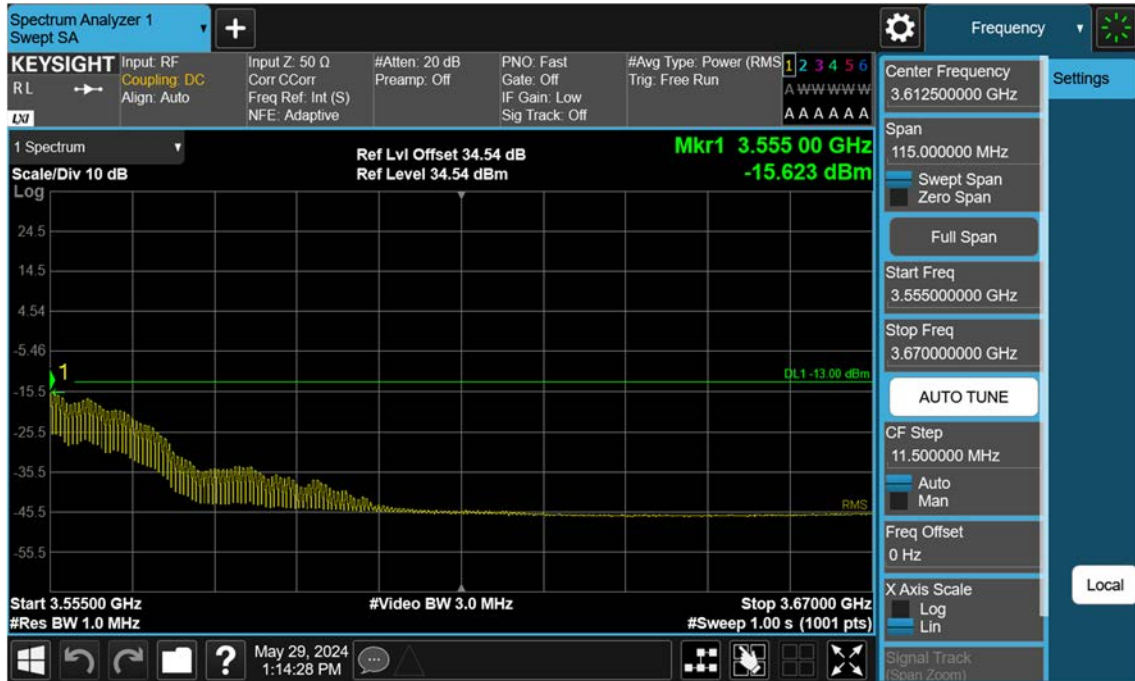 Spectrum Analyzer 1
Swept SA
+
Frequency
KEYSIGHT
R L
LXI
Input: RF
Coupling: DC
Align: Auto
Input Z: 50 Ω
Corr CCorr
Freq Ref: Int (S)
NFE: Adaptive
#Atten: 20 dB
Preamp: Off
PNO: Fast
Gate: Off
IF Gain: Low
Sig Track: Off
#Avg Type: Power (RMS
Trig: Free Run
1 2 3 4 5 6
A W W W W W
A A A A A A
1 Spectrum
Scale/Div 10 dB
Log
Ref Lvl Offset 34.54 dB
Ref Level 34.54 dBm
Mkr1 3.555 00 GHz
-15.623 dBm
24.5
14.5
4.54
-5.46
-15.5
-25.5
-35.5
-45.5
-55.5
1
DL1 -13.00 dBm
RMS
Start 3.55500 GHz
#Res BW 1.0 MHz
#Video BW 3.0 MHz
Stop 3.67000 GHz
#Sweep 1.00 s (1001 pts)
Center Frequency
3.612500000 GHz
Span
115.000000 MHz
Swept Span
Zero Span
Full Span
Start Freq
3.555000000 GHz
Stop Freq
3.670000000 GHz
AUTO TUNE
CF Step
11.500000 MHz
Auto
Man
Freq Offset
0 Hz
X Axis Scale
Log
Lin
Signal Track
(Span Zoom)
Settings
Local
?
May 29, 2024
1:14:28 PM